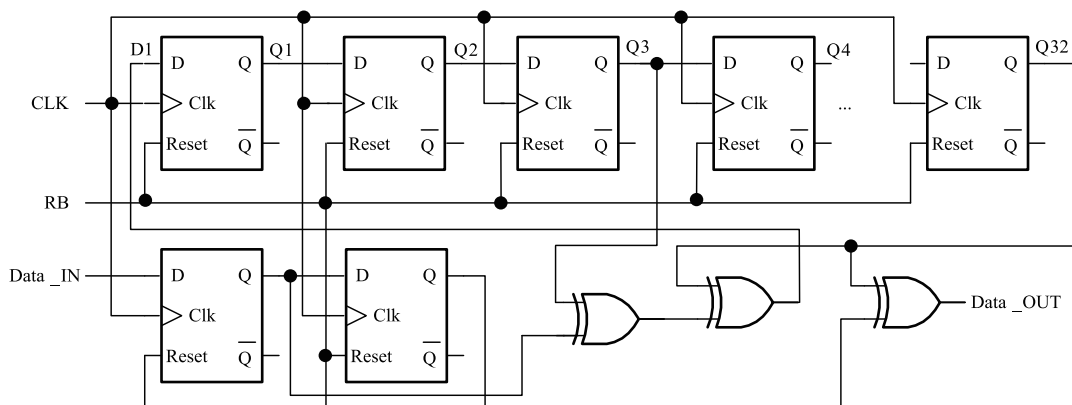 D1 Q1 Q2 Q3 Q4 Q32
D Q D Q D Q D Q D Q
CLK Clk Clk Clk Clk ... Clk
Reset Q̅ Reset Q̅ Reset Q̅ Reset Q̅ Reset Q̅
RB
Data _IN D Q D Q
Clk Clk Data _OUT
Reset Q̅ Reset Q̅